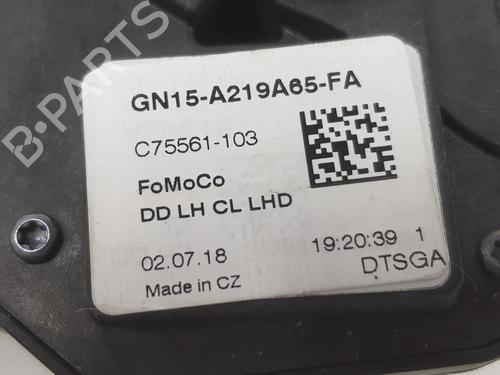 B-PARTS
GN15-A219A65-FA
C75561-103
FoMoCo
DD LH CL LHD
02.07.18
19:20:39 1
Made in CZ
DTSGA